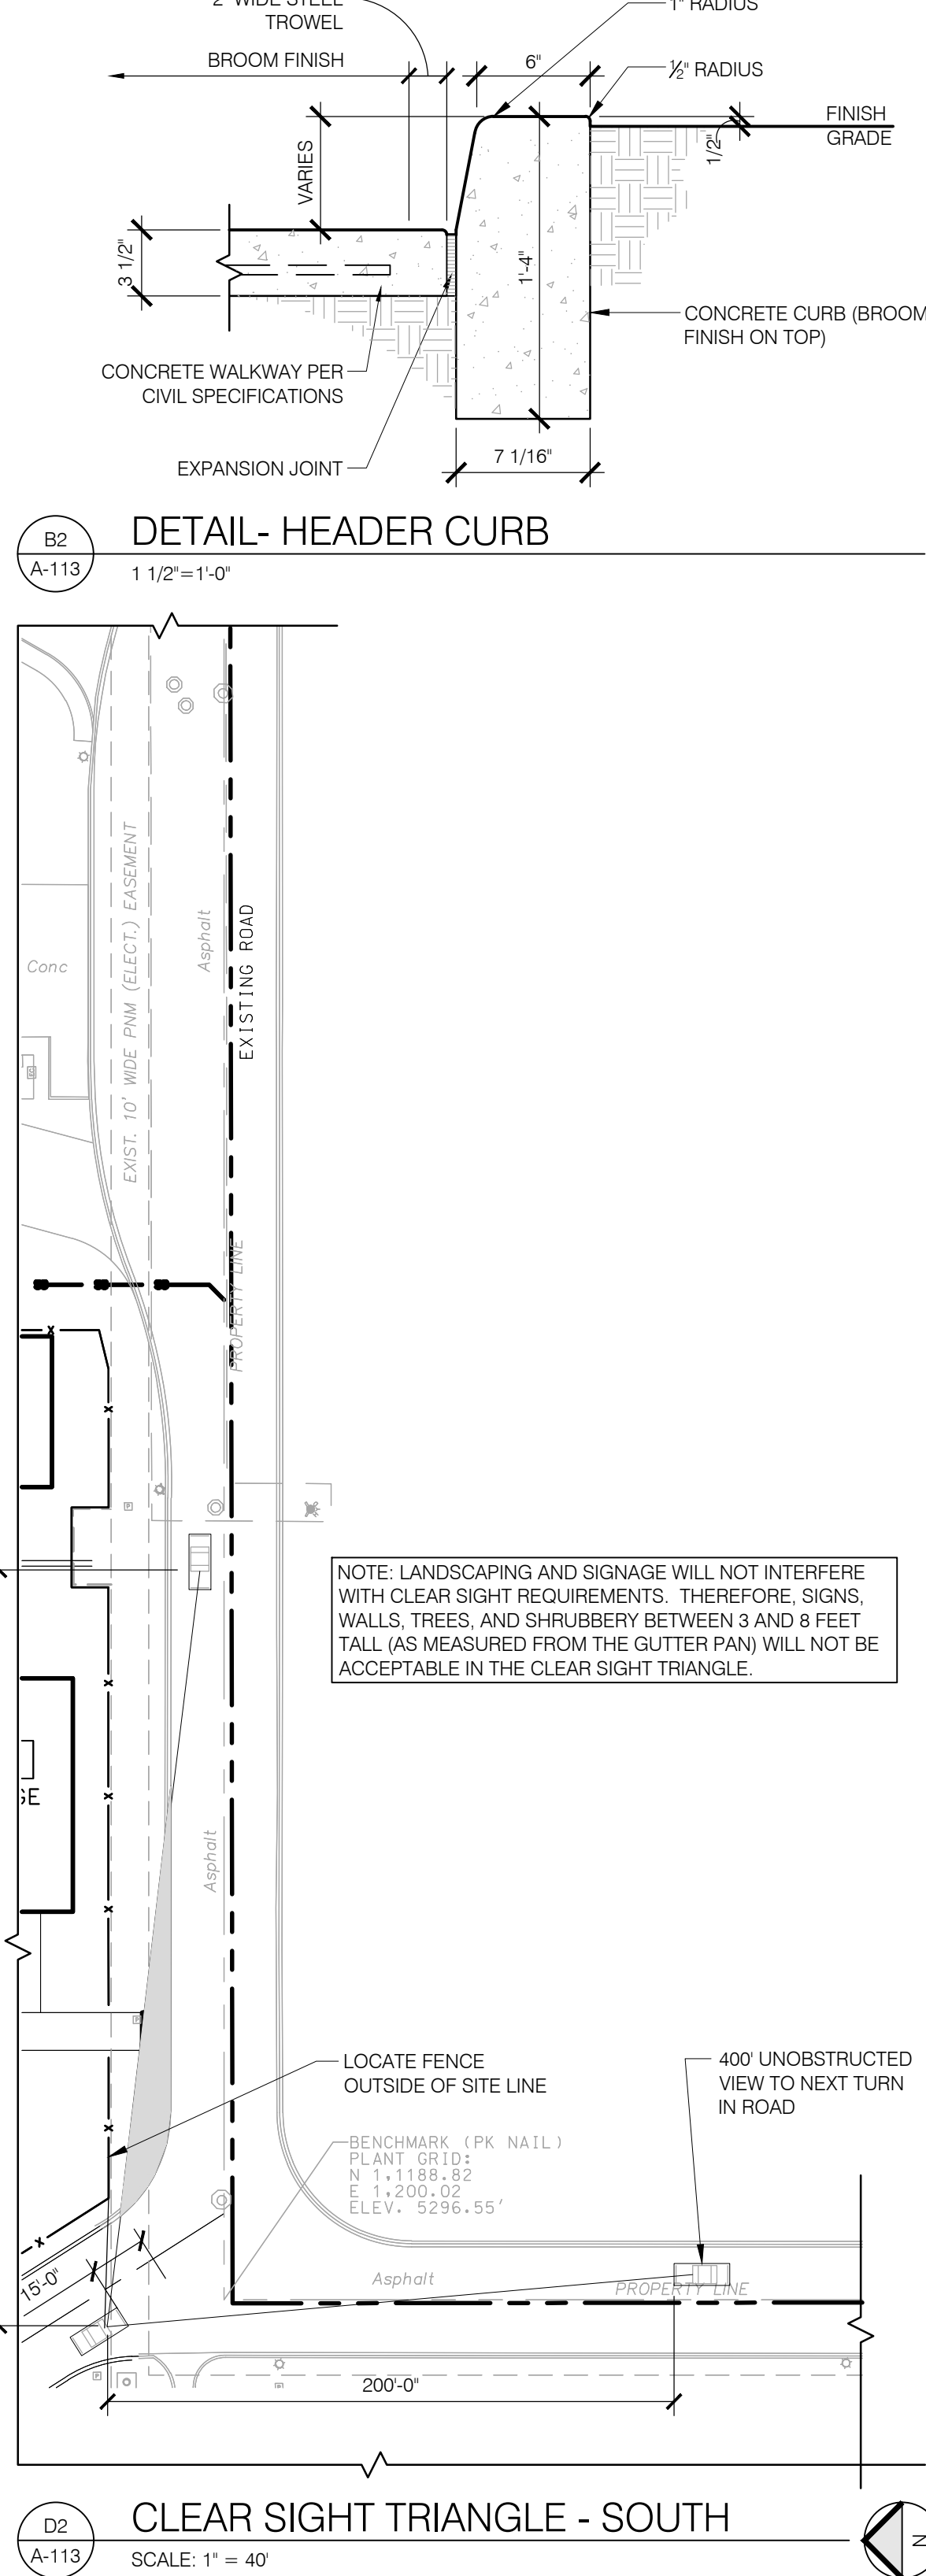 2" WIDE STEEL
TROWEL
1" RADIUS
BROOM FINISH
6"
½" RADIUS
FINISH
GRADE
1/2"
VARIES
3 1/2"
1'-4"
CONCRETE CURB (BROOM
FINISH ON TOP)
CONCRETE WALKWAY PER
CIVIL SPECIFICATIONS
EXPANSION JOINT
7 1/16"
B2
A-113
DETAIL- HEADER CURB
1 1/2"=1'-0"
EXIST. 10' WIDE PNM (ELECT.) EASEMENT
Asphalt
EXISTING ROAD
Conc
PROPERTY LINE
NOTE: LANDSCAPING AND SIGNAGE WILL NOT INTERFERE
WITH CLEAR SIGHT REQUIREMENTS. THEREFORE, SIGNS,
WALLS, TREES, AND SHRUBBERY BETWEEN 3 AND 8 FEET
TALL (AS MEASURED FROM THE GUTTER PAN) WILL NOT BE
ACCEPTABLE IN THE CLEAR SIGHT TRIANGLE.
GE
Asphalt
LOCATE FENCE
OUTSIDE OF SITE LINE
400' UNOBSTRUCTED
VIEW TO NEXT TURN
IN ROAD
BENCHMARK (PK NAIL)
PLANT GRID:
N 1,1188.82
E 1,200.02
ELEV. 5296.55'
15'-0"
Asphalt
PROPERTY LINE
200'-0"
D2
A-113
CLEAR SIGHT TRIANGLE - SOUTH
SCALE: 1" = 40'
N